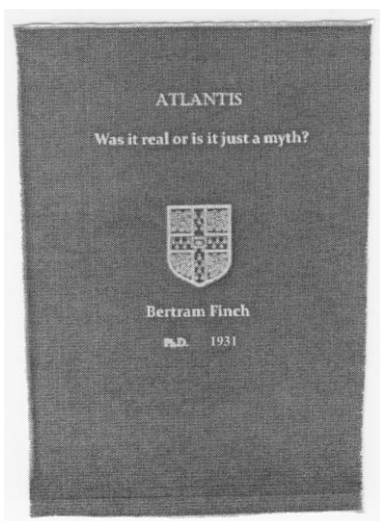 ATLANTIS
Was it real or is it just a myth?
Bertram Finch
Ph.D. 1931